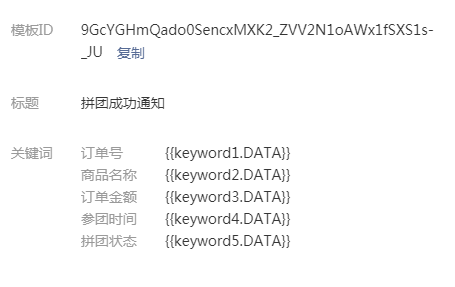 模板ID 9GcYGHmQado0SencxMXK2_ZVV2N1oAWx1fSXS1s-
_JU 复制
标题 拼团成功通知
关键词 订单号 {{keyword1.DATA}}
商品名称 {{keyword2.DATA}}
订单金额 {{keyword3.DATA}}
参团时间 {{keyword4.DATA}}
拼团状态 {{keyword5.DATA}}